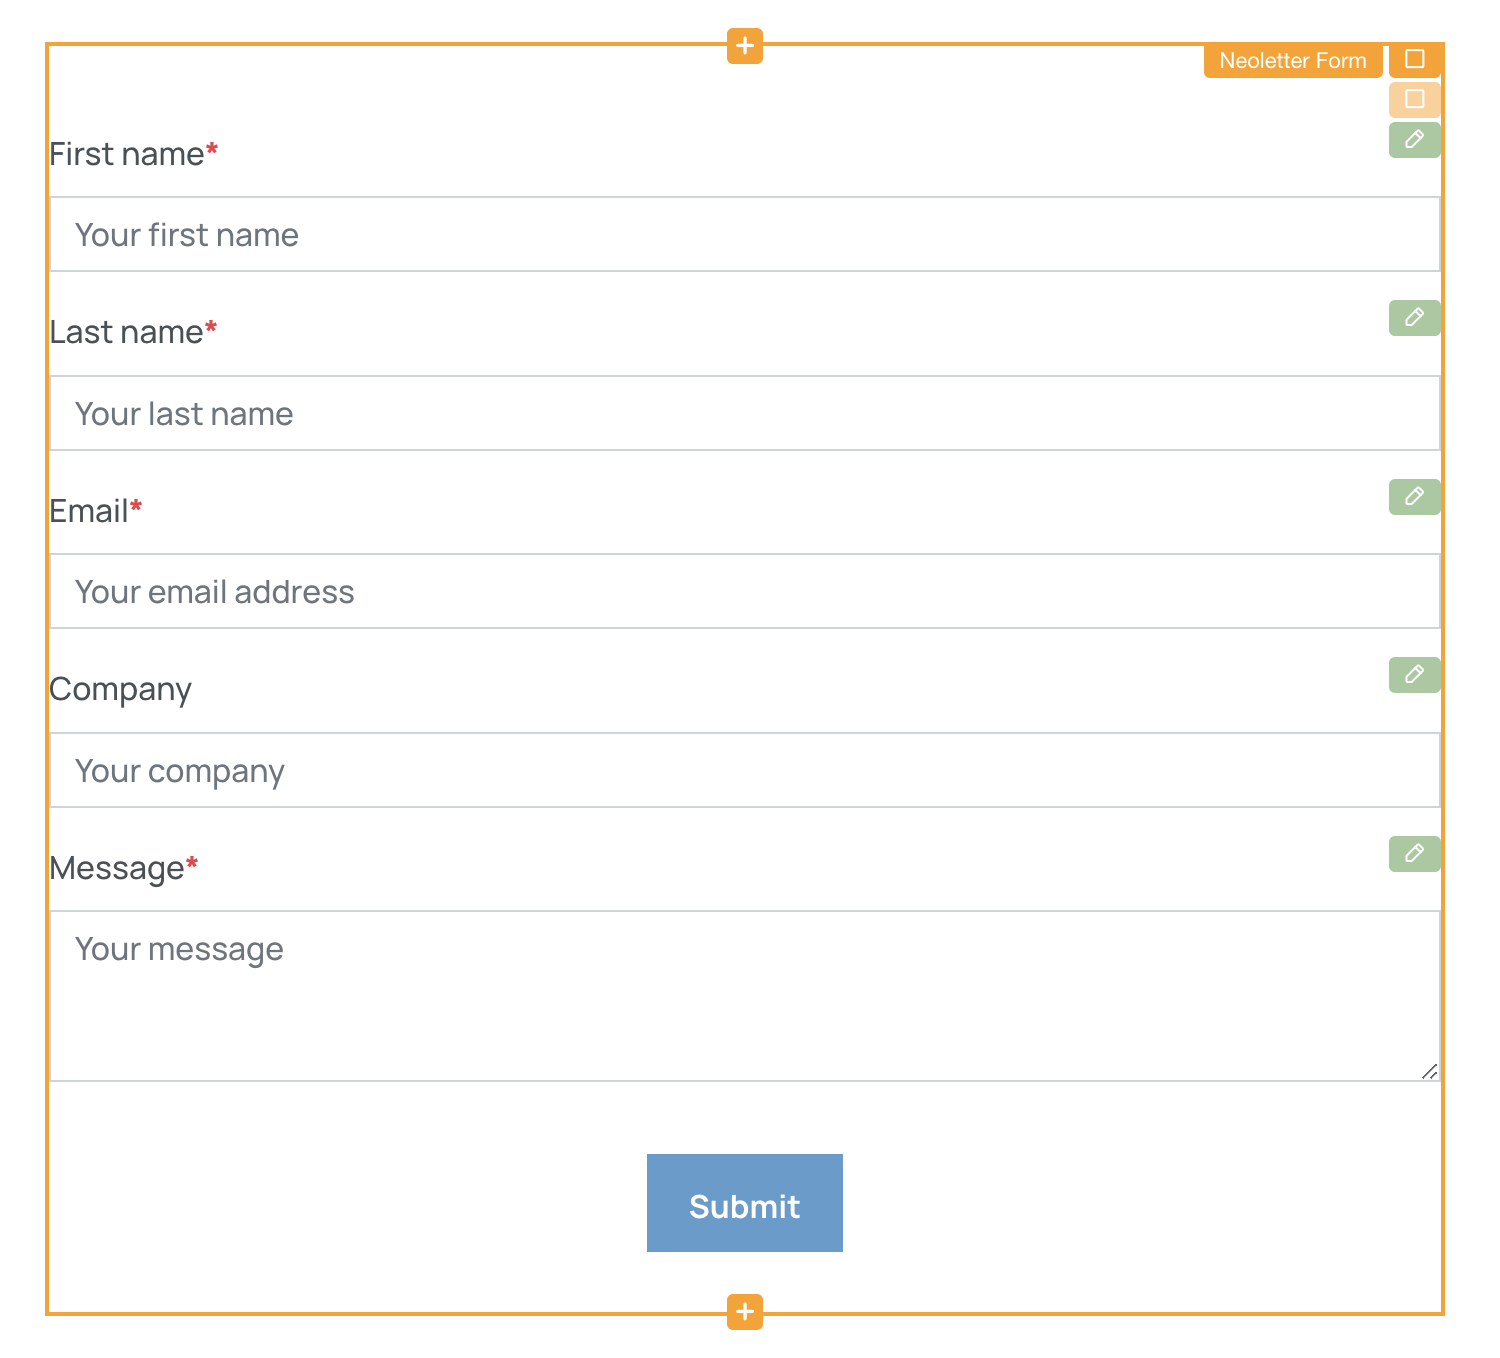 Neoletter Form
First name*
Your first name
Last name*
Your last name
Email*
Your email address
Company
Your company
Message*
Your message
Submit